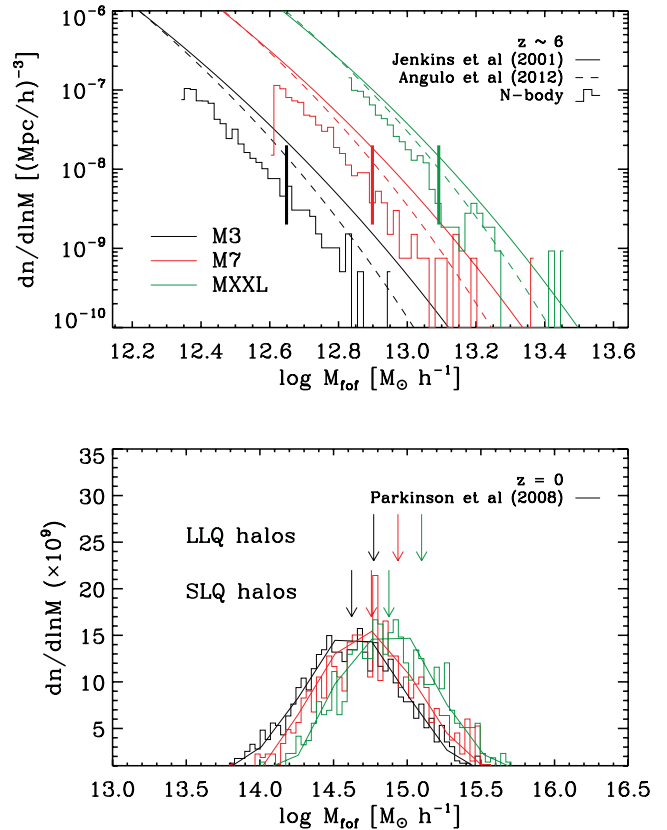 z ~ 6
Jenkins et al (2001)
Angulo et al (2012)
N-body
10⁻⁶
10⁻⁷
10⁻⁸
10⁻⁹
10⁻¹⁰
dn/dlnM [(Mpc/h)⁻³]
M3
M7
MXXL
12.2 12.4 12.6 12.8 13.0 13.2 13.4 13.6
log M_fof [M_⊙ h⁻¹]
z = 0
Parkinson et al (2008)
LLQ halos
SLQ halos
35
30
25
20
15
10
5
dn/dlnM (×10⁹)
13.0 13.5 14.0 14.5 15.0 15.5 16.0 16.5
log M_fof [M_⊙ h⁻¹]